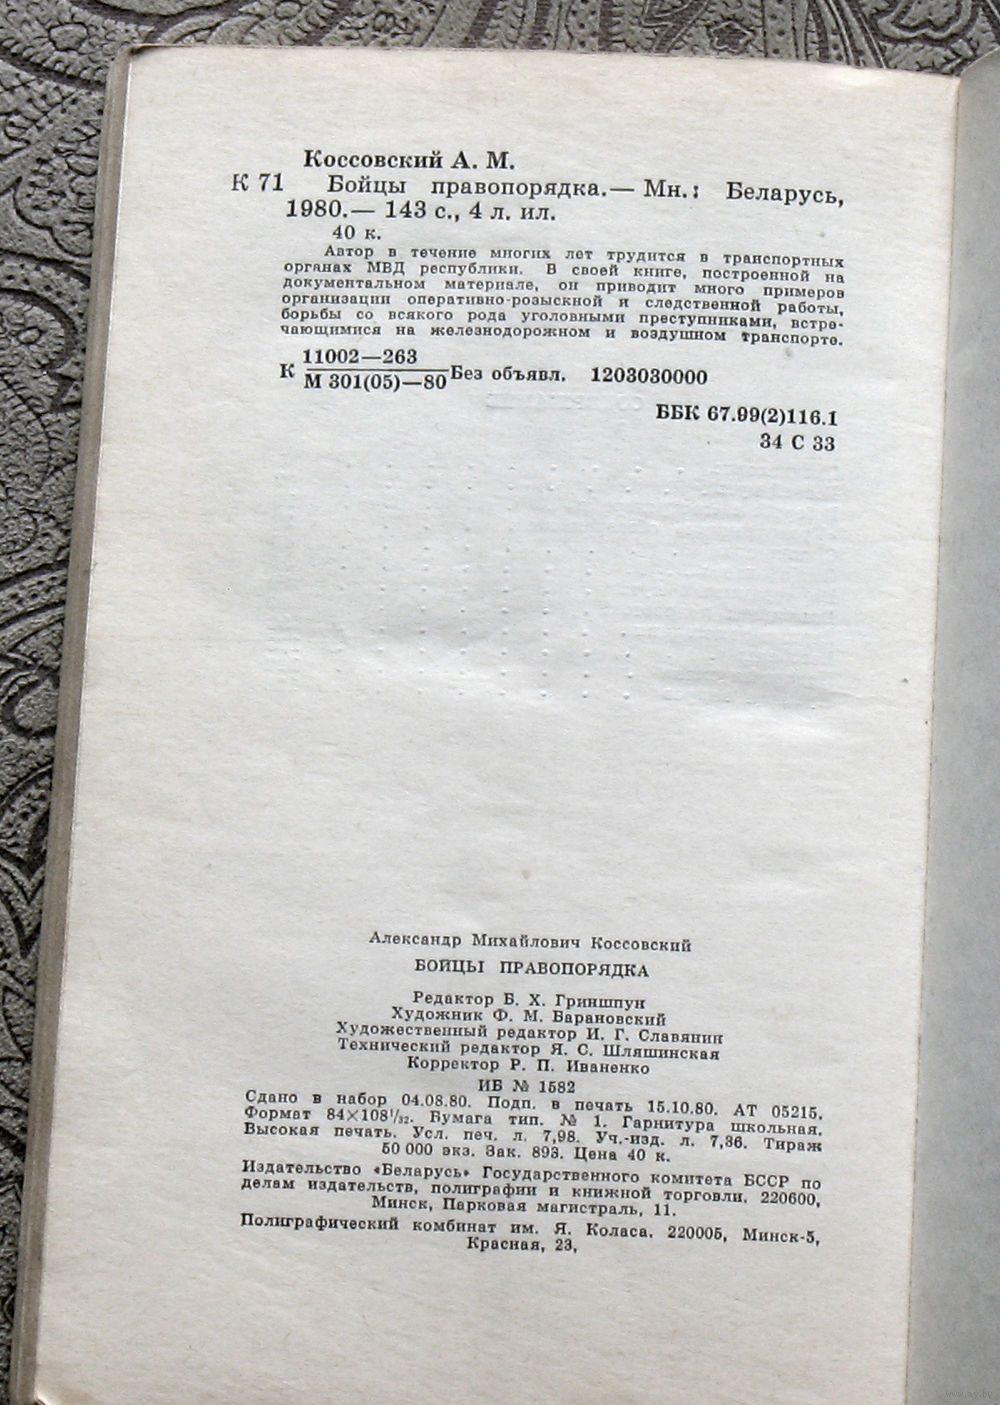 Коссовский А. М.
К 71 Бойцы правопорядка.— Мн.: Беларусь,
1980.— 143 с., 4 л. ил.
40 к.
Автор в течение многих лет трудится в транспортных
органах МВД республики. В своей книге, построенной на
документальном материале, он приводит много примеров
организации оперативно-розыскной и следственной работы,
борьбы со всякого рода уголовными преступниками, встре-
чающимися на железнодорожном и воздушном транспорте.
11002—263
К М 301(05)—80 Без объявл. 1203030000
ББК 67.99(2)116.1
34 С 33
Александр Михайлович Коссовский
БОЙЦЫ ПРАВОПОРЯДКА
Редактор Б. Х. Гриншпун
Художник Ф. М. Барановский
Художественный редактор И. Г. Славянин
Технический редактор Я. С. Шляшинская
Корректор Р. П. Иваненко
ИБ № 1582
Сдано в набор 04.08.80. Подп. в печать 15.10.80. АТ 05215.
Формат 84×108¹/₃₂. Бумага тип. № 1. Гарнитура школьная.
Высокая печать. Усл. печ. л. 7,98. Уч.-изд. л. 7,36. Тираж
50 000 экз. Зак. 893. Цена 40 к.
Издательство «Беларусь» Государственного комитета БССР по
делам издательств, полиграфии и книжной торговли. 220600,
Минск, Парковая магистраль, 11.
Полиграфический комбинат им. Я. Коласа. 220005, Минск-5,
Красная, 23,
www.ay.by